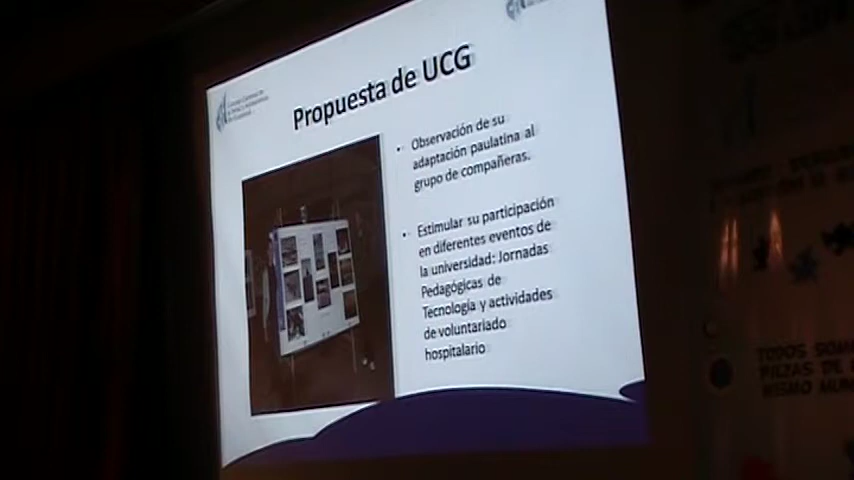 Propuesta de UCG
• Observación de su
adaptación paulatina al
grupo de compañeras.
• Estimular su participación
en diferentes eventos de
la universidad: Jornadas
Pedagógicas de
Tecnología y actividades
de voluntariado
hospitalario
TODOS SOMOS
PIEZAS DE
MISMO